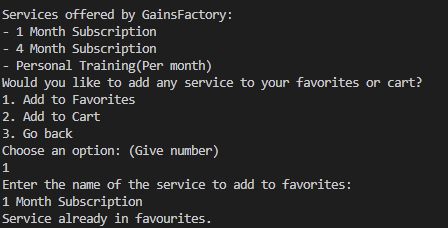 Services offered by GainsFactory:
- 1 Month Subscription
- 4 Month Subscription
- Personal Training(Per month)
Would you like to add any service to your favorites or cart?
1. Add to Favorites
2. Add to Cart
3. Go back
Choose an option: (Give number)
1
Enter the name of the service to add to favorites:
1 Month Subscription
Service already in favourites.